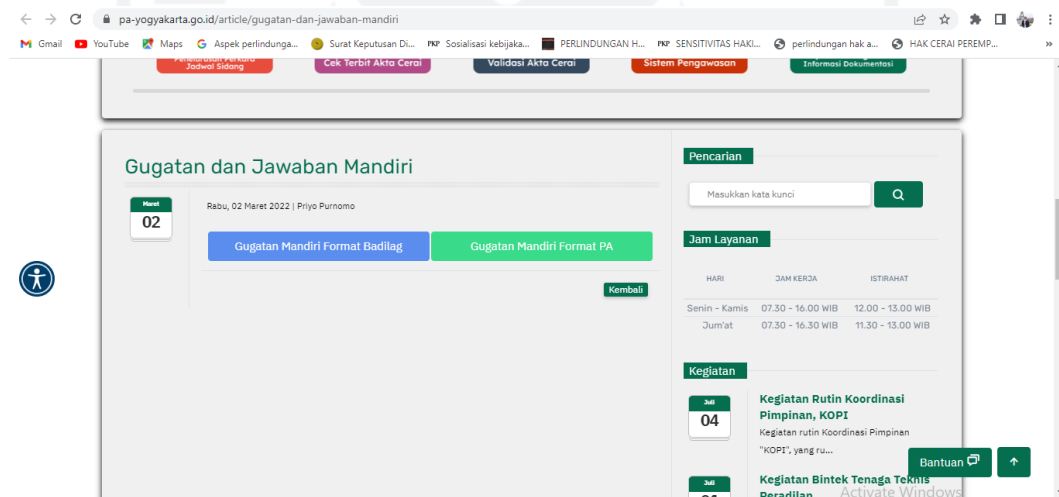 pa-yogyakarta.go.id/article/gugatan-dan-jawaban-mandiri
Gmail YouTube Maps Aspek perlindunga... Surat Keputusan Di... PKP Sosialisasi kebijaka... PERLINDUNGAN H... PKP SENSITIVITAS HAKI... perlindungan hak a... HAK CERAI PEREMP... »
Penelusuran Perkara
Jadwal Sidang
Cek Terbit Akta Cerai
Validasi Akta Cerai
Sistem Pengawasan
Informasi Dokumentasi
Gugatan dan Jawaban Mandiri
Maret
02
Rabu, 02 Maret 2022 | Priyo Purnomo
Gugatan Mandiri Format Badilag
Gugatan Mandiri Format PA
Kembali
Pencarian
Masukkan kata kunci
Jam Layanan
HARI JAM KERJA ISTIRAHAT
Senin - Kamis 07.30 - 16.00 WIB 12.00 - 13.00 WIB
Jum'at 07.30 - 16.30 WIB 11.30 - 13.00 WIB
Kegiatan
Juli
04
Kegiatan Rutin Koordinasi
Pimpinan, KOPI
Kegiatan rutin Koordinasi Pimpinan
"KOPI", yang ru...
Juli
Kegiatan Bintek Tenaga Teknis
Peradilan
Bantuan
Activate Windows